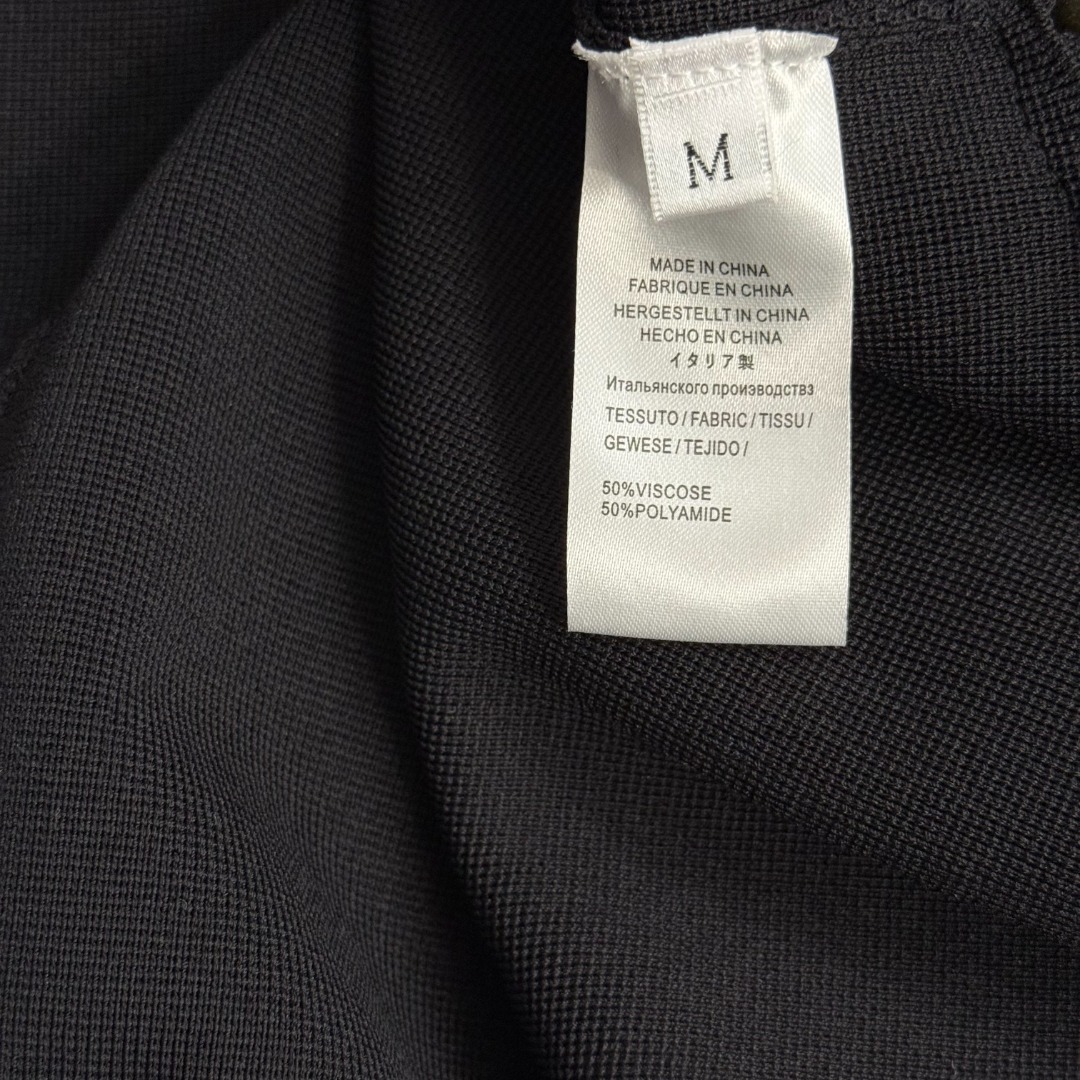 M
MADE IN CHINA
FABRIQUE EN CHINA
HERGESTELLT IN CHINA
HECHO EN CHINA
イタリア製
Итальянского произвoдствз
TESSUTO / FABRIC / TISSU /
GEWESE / TEJIDO /
50%VISCOSE
50%POLYAMIDE